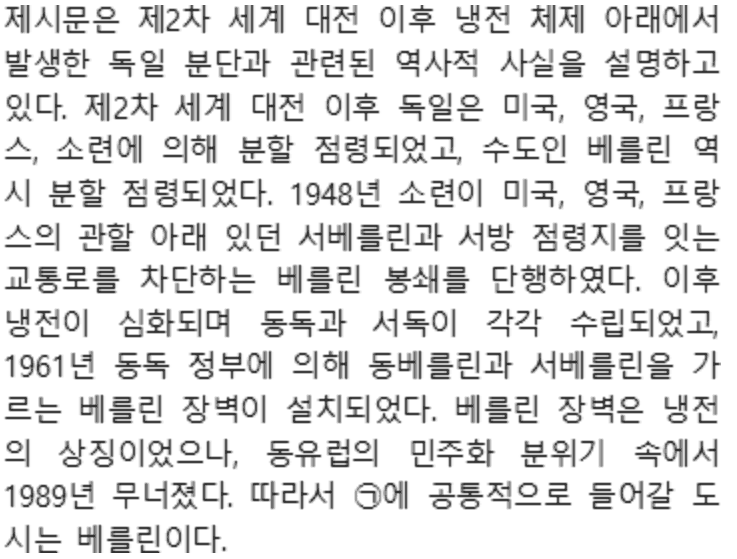 제시문은 제2차 세계 대전 이후 냉전 체제 아래에서
발생한 독일 분단과 관련된 역사적 사실을 설명하고
있다. 제2차 세계 대전 이후 독일은 미국, 영국, 프랑
스, 소련에 의해 분할 점령되었고, 수도인 베를린 역
시 분할 점령되었다. 1948년 소련이 미국, 영국, 프랑
스의 관할 아래 있던 서베를린과 서방 점령지를 잇는
교통로를 차단하는 베를린 봉쇄를 단행하였다. 이후
냉전이 심화되며 동독과 서독이 각각 수립되었고,
1961년 동독 정부에 의해 동베를린과 서베를린을 가
르는 베를린 장벽이 설치되었다. 베를린 장벽은 냉전
의 상징이었으나, 동유럽의 민주화 분위기 속에서
1989년 무너졌다. 따라서 ㉠에 공통적으로 들어갈 도
시는 베를린이다.